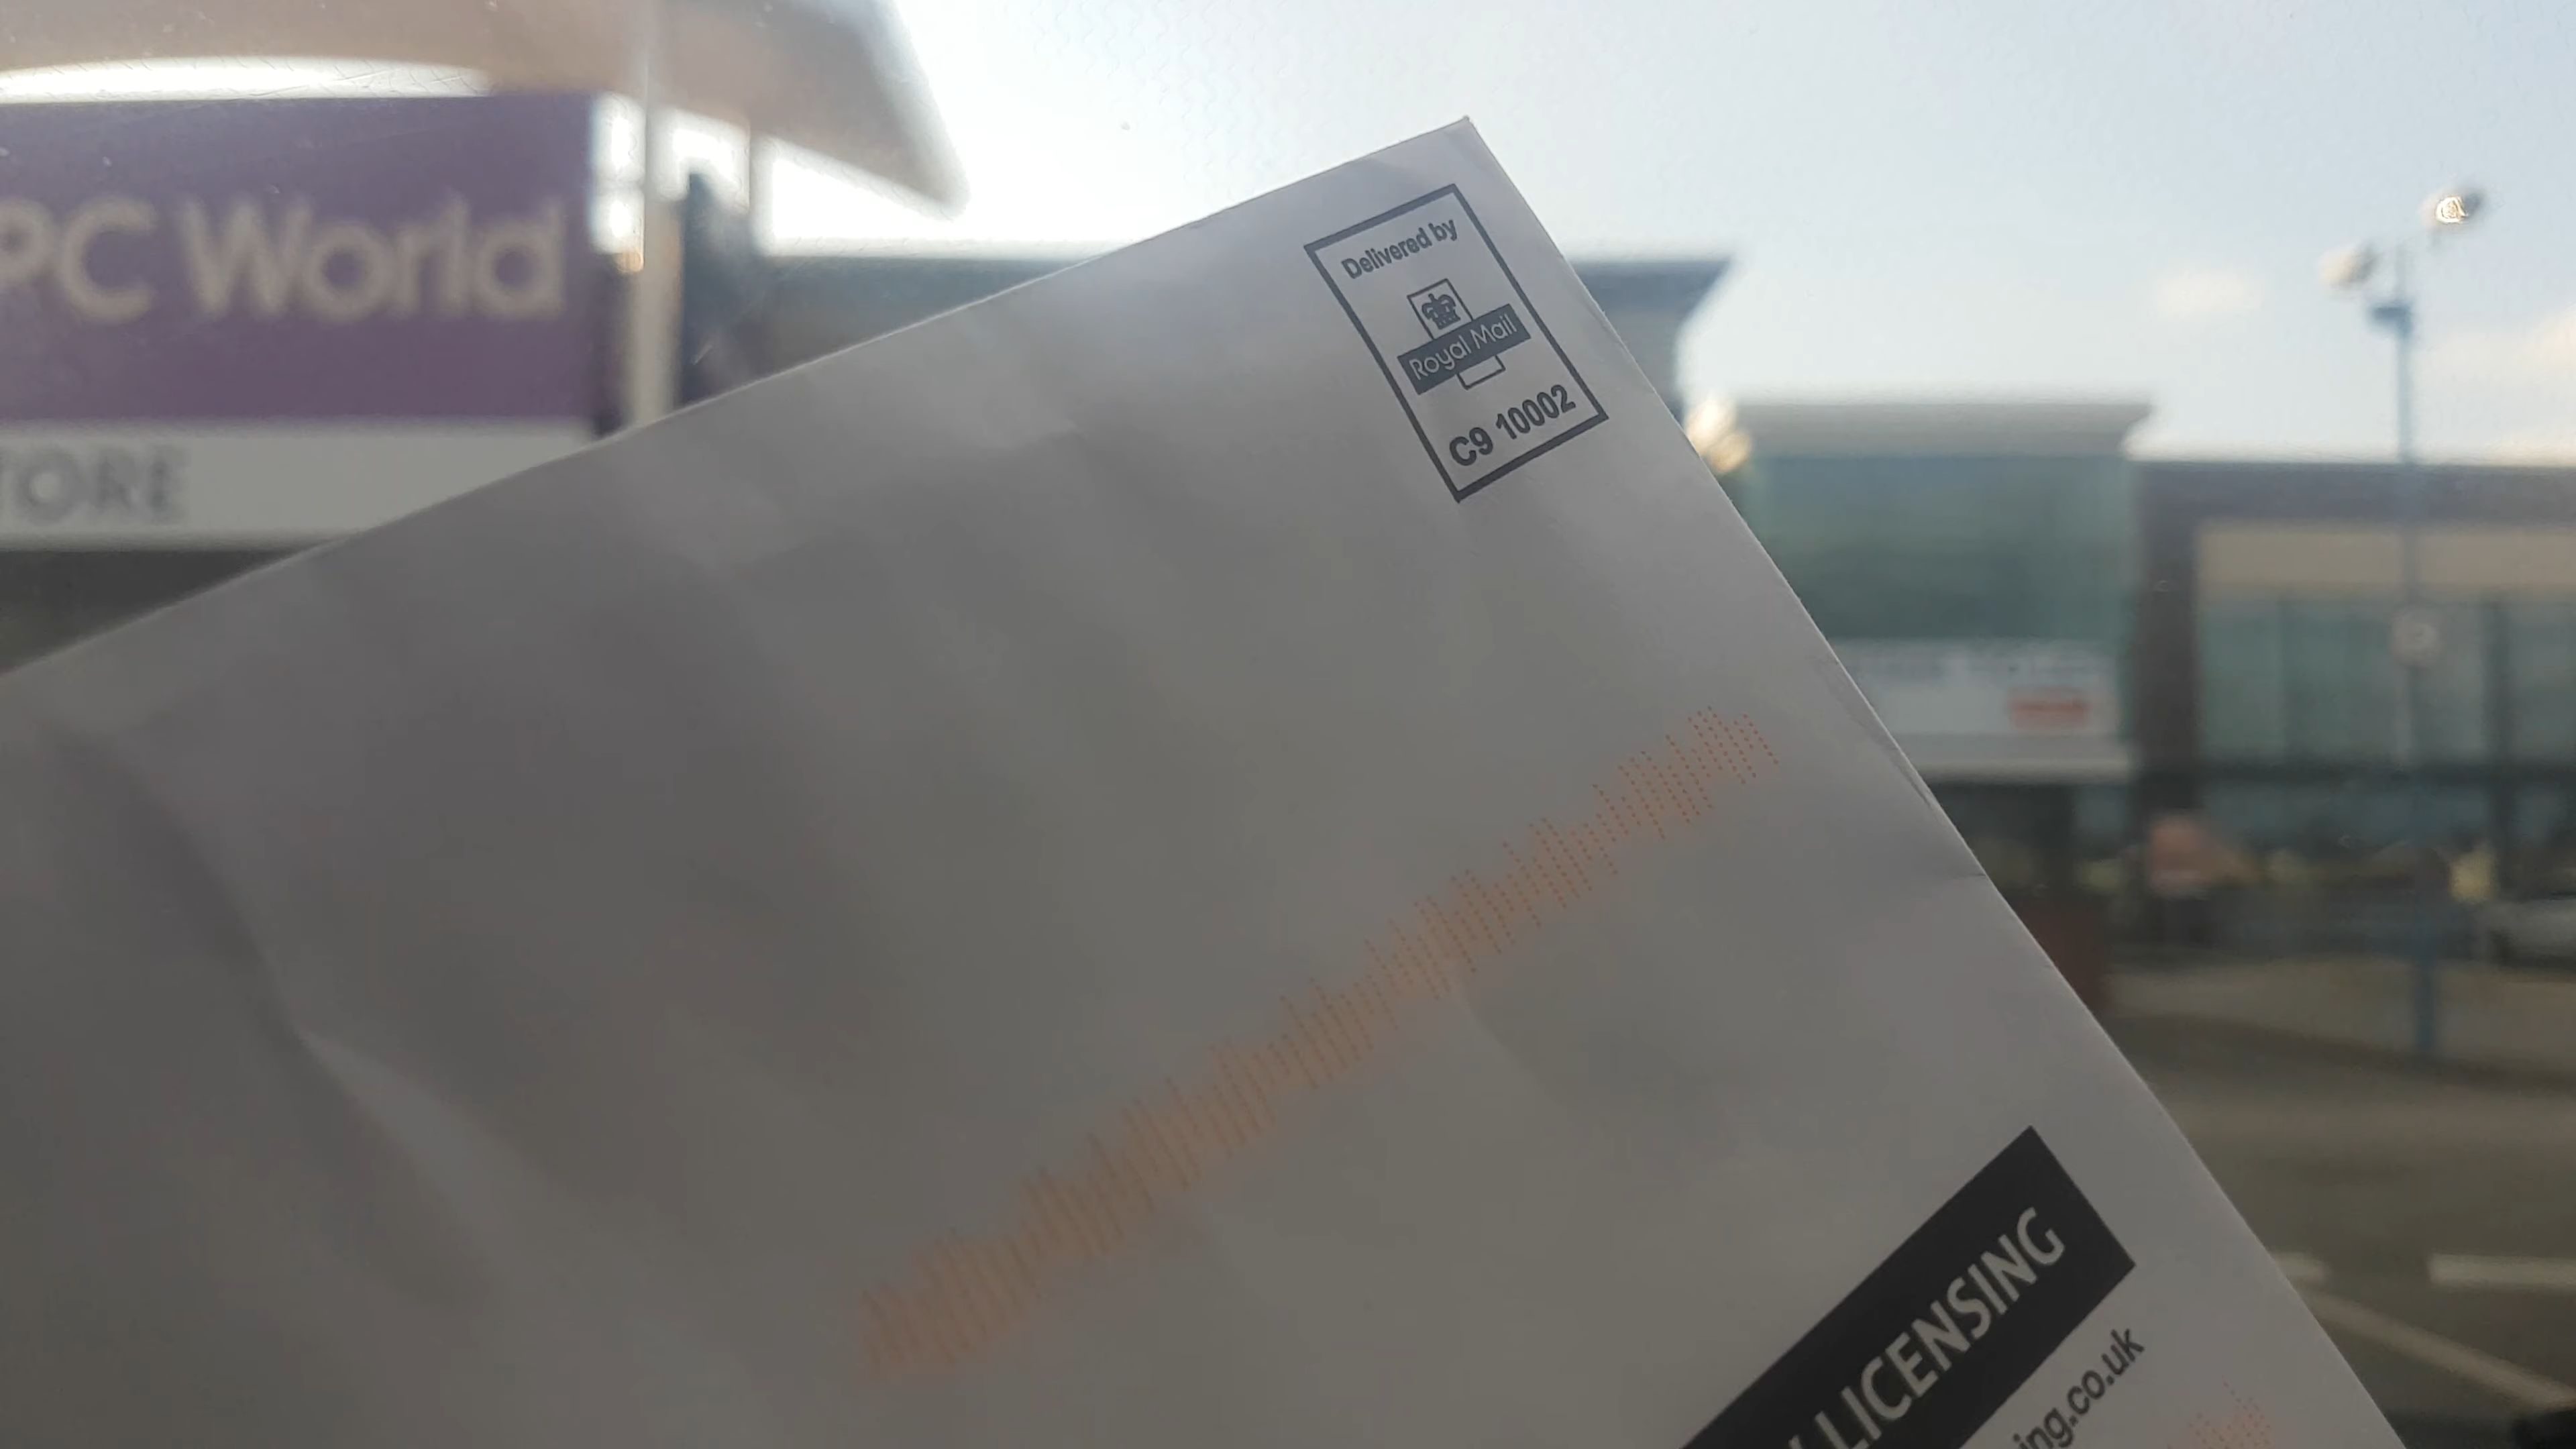 PC World
TORE
Delivered by
Royal Mail
C9 10002
LICENSING
ing.co.uk